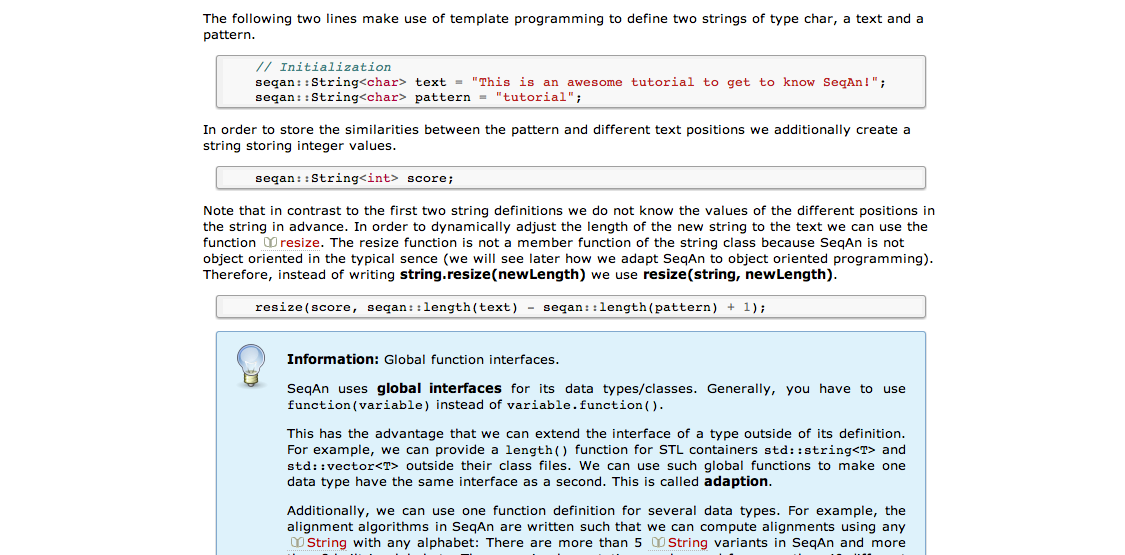 The following two lines make use of template programming to define two strings of type char, a text and a
pattern.
// Initialization
seqan::String<char> text = "This is an awesome tutorial to get to know SeqAn!";
seqan::String<char> pattern = "tutorial";
In order to store the similarities between the pattern and different text positions we additionally create a
string storing integer values.
seqan::String<int> score;
Note that in contrast to the first two string definitions we do not know the values of the different positions in
the string in advance. In order to dynamically adjust the length of the new string to the text we can use the
function resize. The resize function is not a member function of the string class because SeqAn is not
object oriented in the typical sence (we will see later how we adapt SeqAn to object oriented programming).
Therefore, instead of writing string.resize(newLength) we use resize(string, newLength).
resize(score, seqan::length(text) - seqan::length(pattern) + 1);
Information: Global function interfaces.
SeqAn uses global interfaces for its data types/classes. Generally, you have to use
function(variable) instead of variable.function().
This has the advantage that we can extend the interface of a type outside of its definition.
For example, we can provide a length() function for STL containers std::string<T> and
std::vector<T> outside their class files. We can use such global functions to make one
data type have the same interface as a second. This is called adaption.
Additionally, we can use one function definition for several data types. For example, the
alignment algorithms in SeqAn are written such that we can compute alignments using any
String with any alphabet: There are more than 5 String variants in SeqAn and more